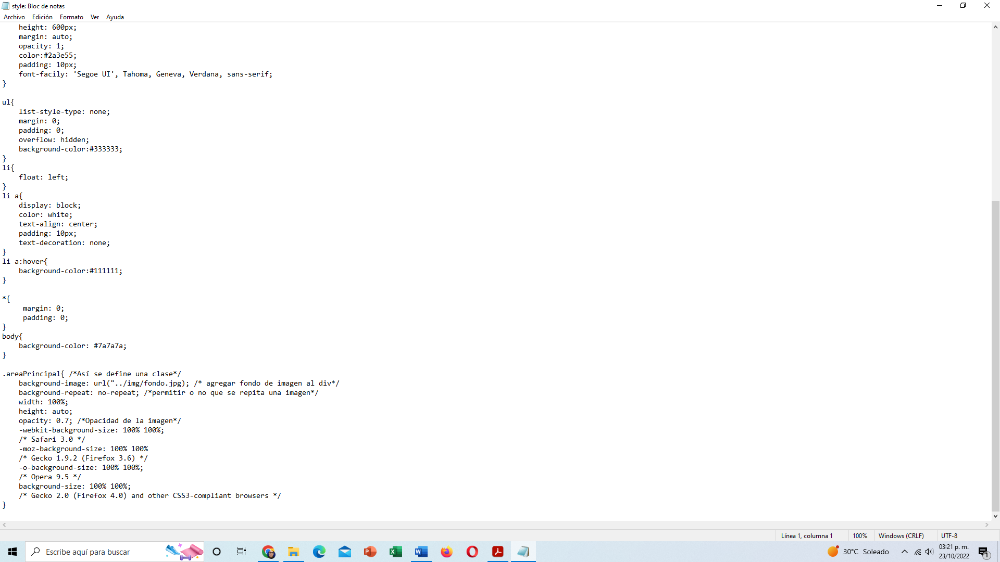 style: Bloc de notas
Archivo Edición Formato Ver Ayuda
height: 600px;
margin: auto;
opacity: 1;
color:#2a3e55;
padding: 10px;
font-facily: 'Segoe UI', Tahoma, Geneva, Verdana, sans-serif;
}
ul{
list-style-type: none;
margin: 0;
padding: 0;
overflow: hidden;
background-color:#333333;
}
li{
float: left;
}
li a{
display: block;
color: white;
text-align: center;
padding: 10px;
text-decoration: none;
}
li a:hover{
background-color:#111111;
}
*{
margin: 0;
padding: 0;
}
body{
background-color: #7a7a7a;
}
.areaPrincipal{ /*Así se define una clase*/
background-image: url("../img/fondo.jpg); /* agregar fondo de imagen al div*/
background-repeat: no-repeat; /*permitir o no que se repita una imagen*/
width: 100%;
height: auto;
opacity: 0.7; /*Opacidad de la imagen*/
-webkit-background-size: 100% 100%;
/* Safari 3.0 */
-moz-background-size: 100% 100%
/* Gecko 1.9.2 (Firefox 3.6) */
-o-background-size: 100% 100%;
/* Opera 9.5 */
background-size: 100% 100%;
/* Gecko 2.0 (Firefox 4.0) and other CSS3-compliant browsers */
}
Línea 1, columna 1 100% Windows (CRLF) UTF-8
Escribe aquí para buscar
30°C Soleado
03:21 p. m.
23/10/2022
1